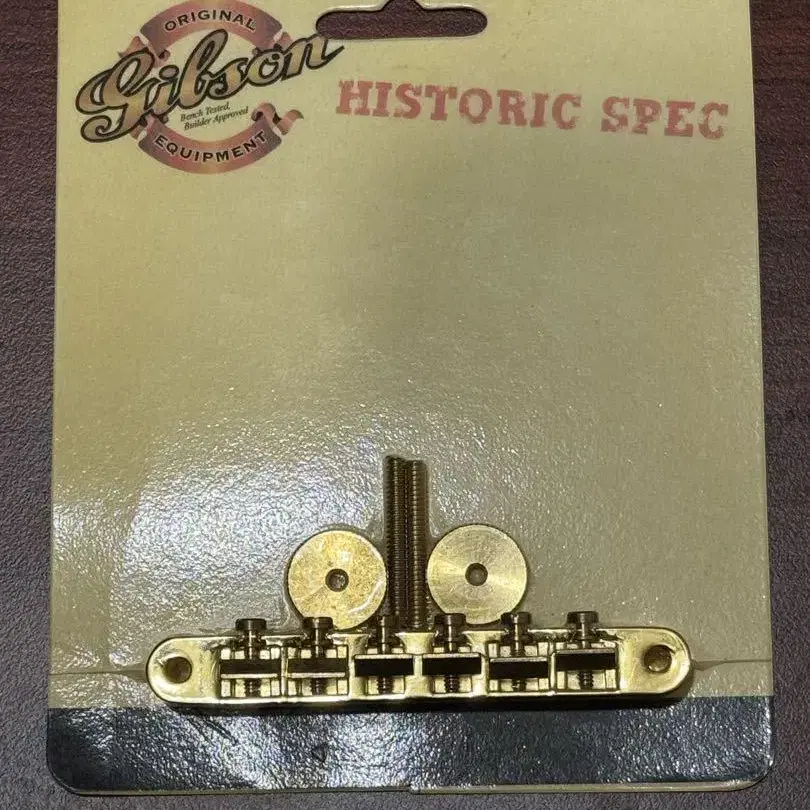 ORIGINAL
Gibson
Bench Tested,
Builder Approved
EQUIPMENT
HISTORIC SPEC